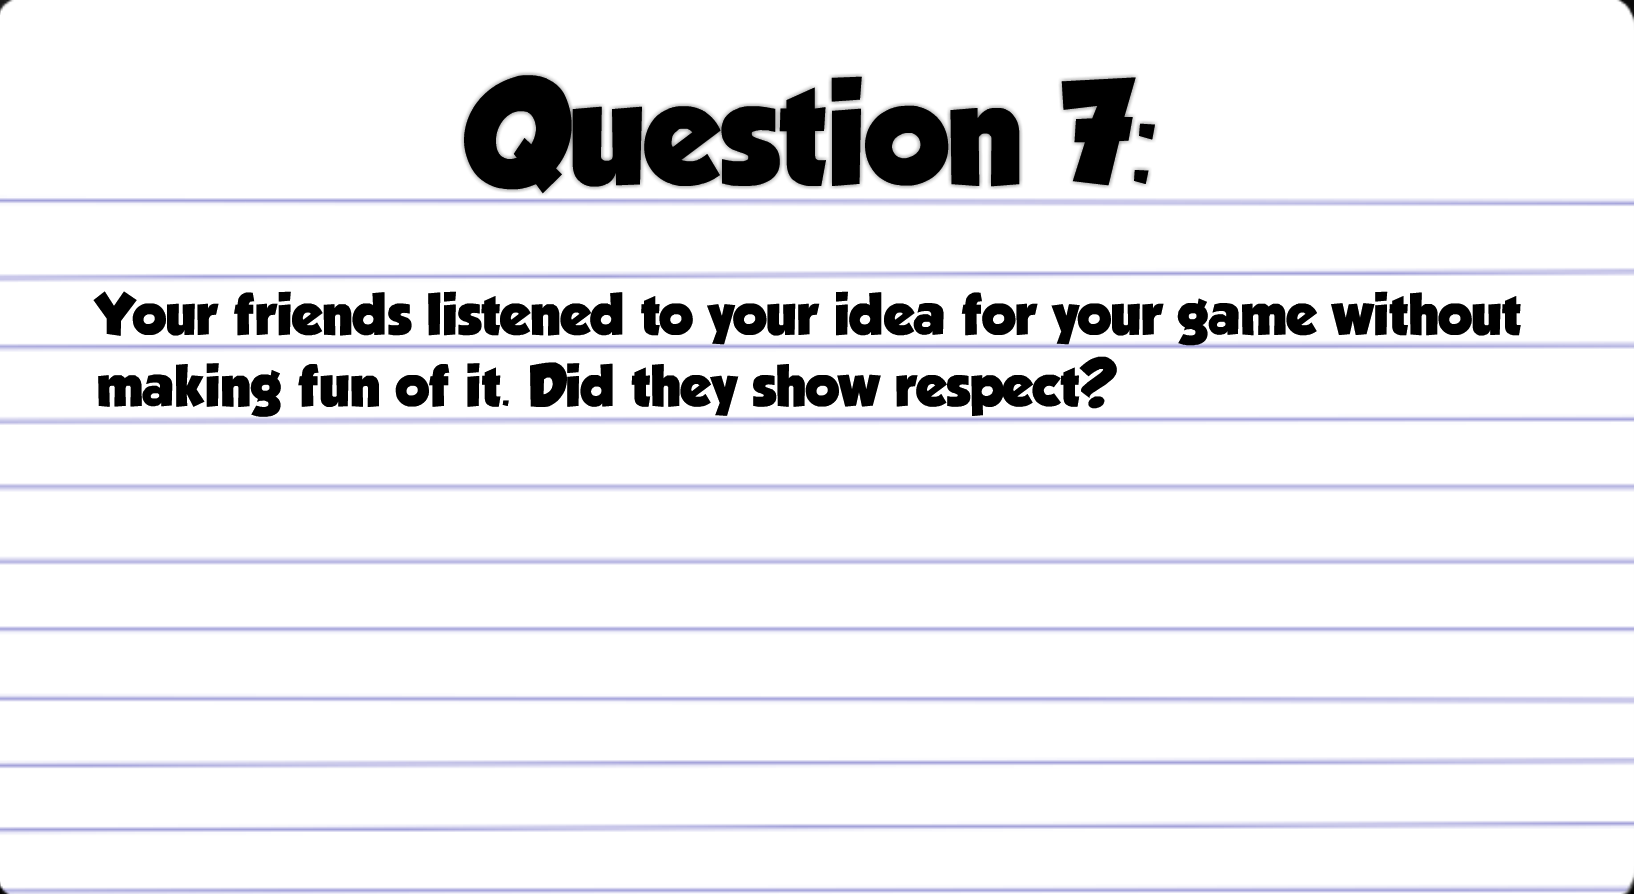 Question 7:
Your friends listened to your idea for your game without
making fun of it. Did they show respect?